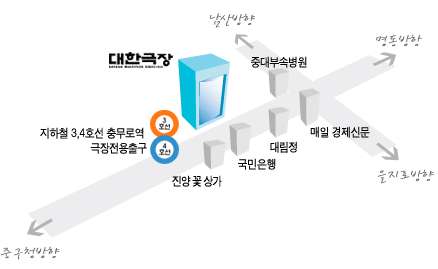 남산방향
명동방향
대한극장
중대부속병원
3
호선
지하철 3,4호선 충무로역
극장전용출구
4
호선
매일 경제신문
대림정
국민은행
진양 꽃 상가
을지로방향
중구청방향